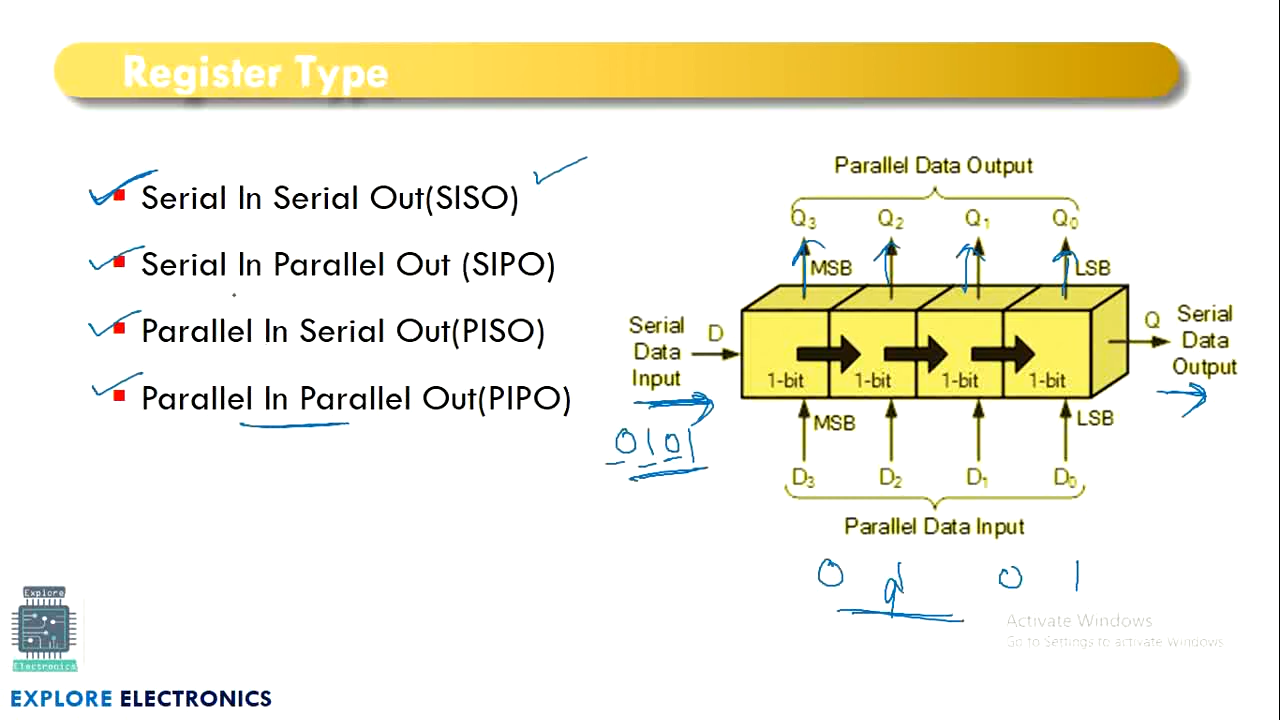 Register Type
Serial In Serial Out(SISO)
Serial In Parallel Out (SIPO)
Parallel In Serial Out(PISO)
Parallel In Parallel Out(PIPO)
Parallel Data Output
Q3 Q2 Q1 Q0
MSB LSB
Serial Data Input
D
Q
Serial Data Output
1-bit 1-bit 1-bit 1-bit
MSB LSB
0101
D3 D2 D1 D0
Parallel Data Input
0 1 0 1
Activate Windows
Go to Settings to activate Windows
Explore
Electronics
EXPLORE ELECTRONICS